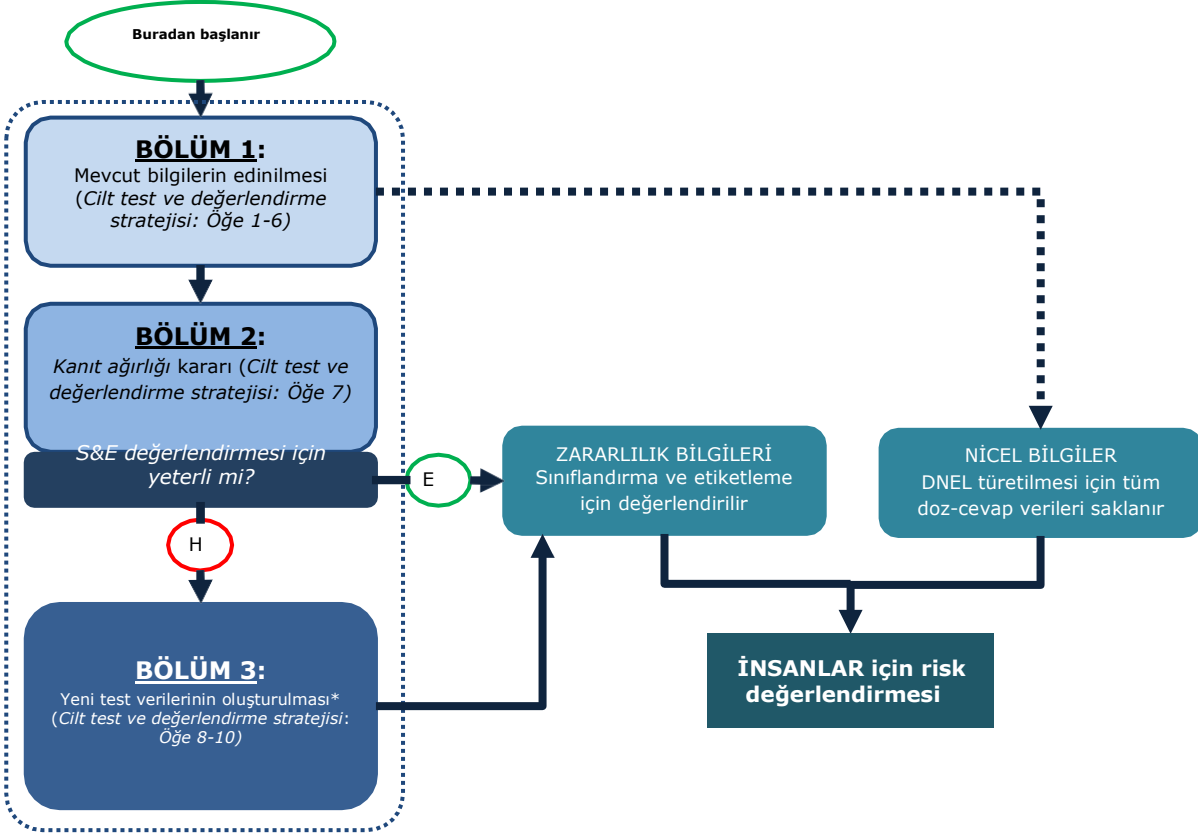 Buradan başlanır
BÖLÜM 1:
Mevcut bilgilerin edinilmesi
(Cilt test ve değerlendirme
stratejisi: Öğe 1-6)
BÖLÜM 2:
Kanıt ağırlığı kararı (Cilt test ve
değerlendirme stratejisi: Öğe 7)
S&E değerlendirmesi için
yeterli mi?
E
H
ZARARLILIK BİLGİLERİ
Sınıflandırma ve etiketleme
için değerlendirilir
NİCEL BİLGİLER
DNEL türetilmesi için tüm
doz-cevap verileri saklanır
BÖLÜM 3:
Yeni test verilerinin oluşturulması*
(Cilt test ve değerlendirme stratejisi:
Öğe 8-10)
İNSANLAR için risk
değerlendirmesi